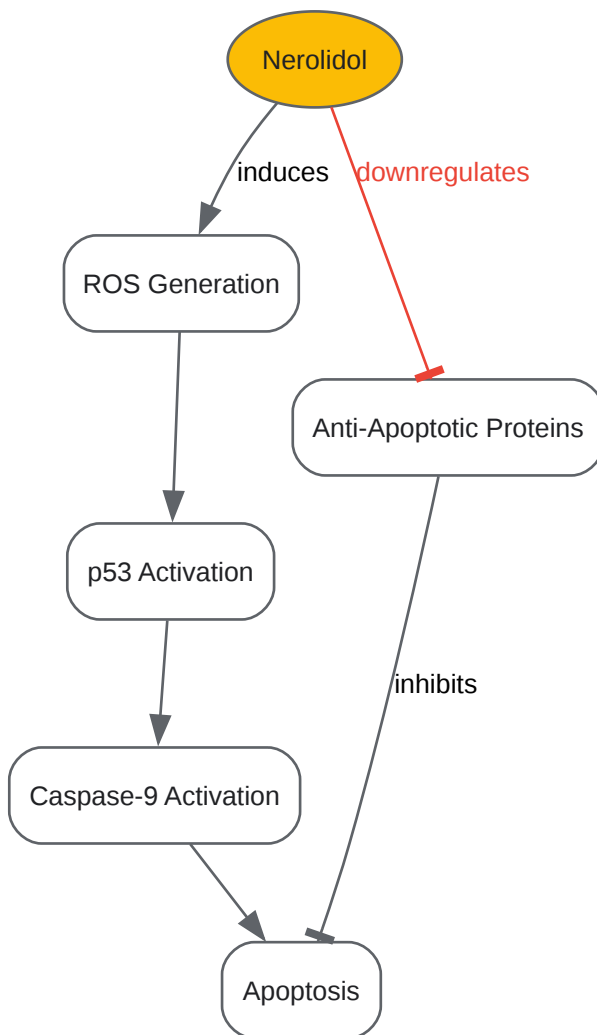 Nerolidol
induces
downregulates
ROS Generation
Anti-Apoptotic Proteins
p53 Activation
inhibits
Caspase-9 Activation
Apoptosis